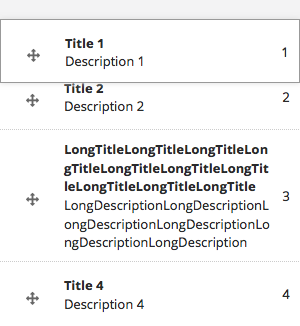 Title 1
Description 1
1
Title 2
Description 2
2
LongTitleLongTitleLongTitleLon
gTitleLongTitleLongTitleLongTit
leLongTitleLongTitleLongTitle
LongDescriptionLongDescriptionL
ongDescriptionLongDescriptionLo
ngDescriptionLongDescription
3
Title 4
Description 4
4